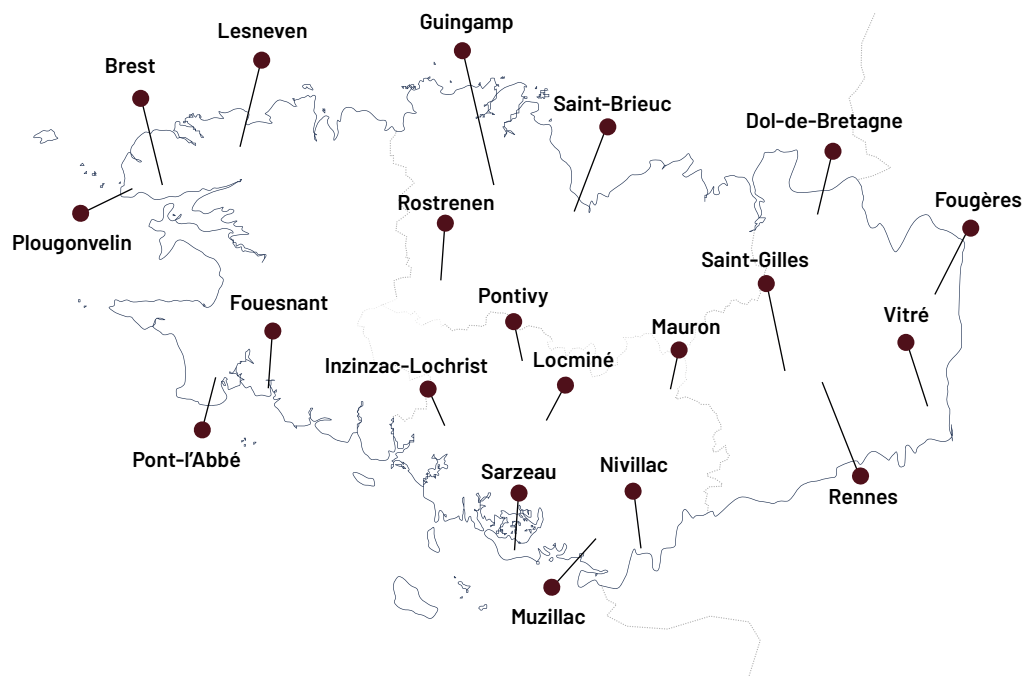 Guingamp
Lesneven
Brest
Saint-Brieuc
Dol-de-Bretagne
Rostrenen
Fougères
Plougonvelin
Saint-Gilles
Fouesnant
Pontivy
Vitré
Mauron
Inzinzac-Lochrist
Locminé
Pont-l’Abbé
Sarzeau
Nivillac
Rennes
Muzillac